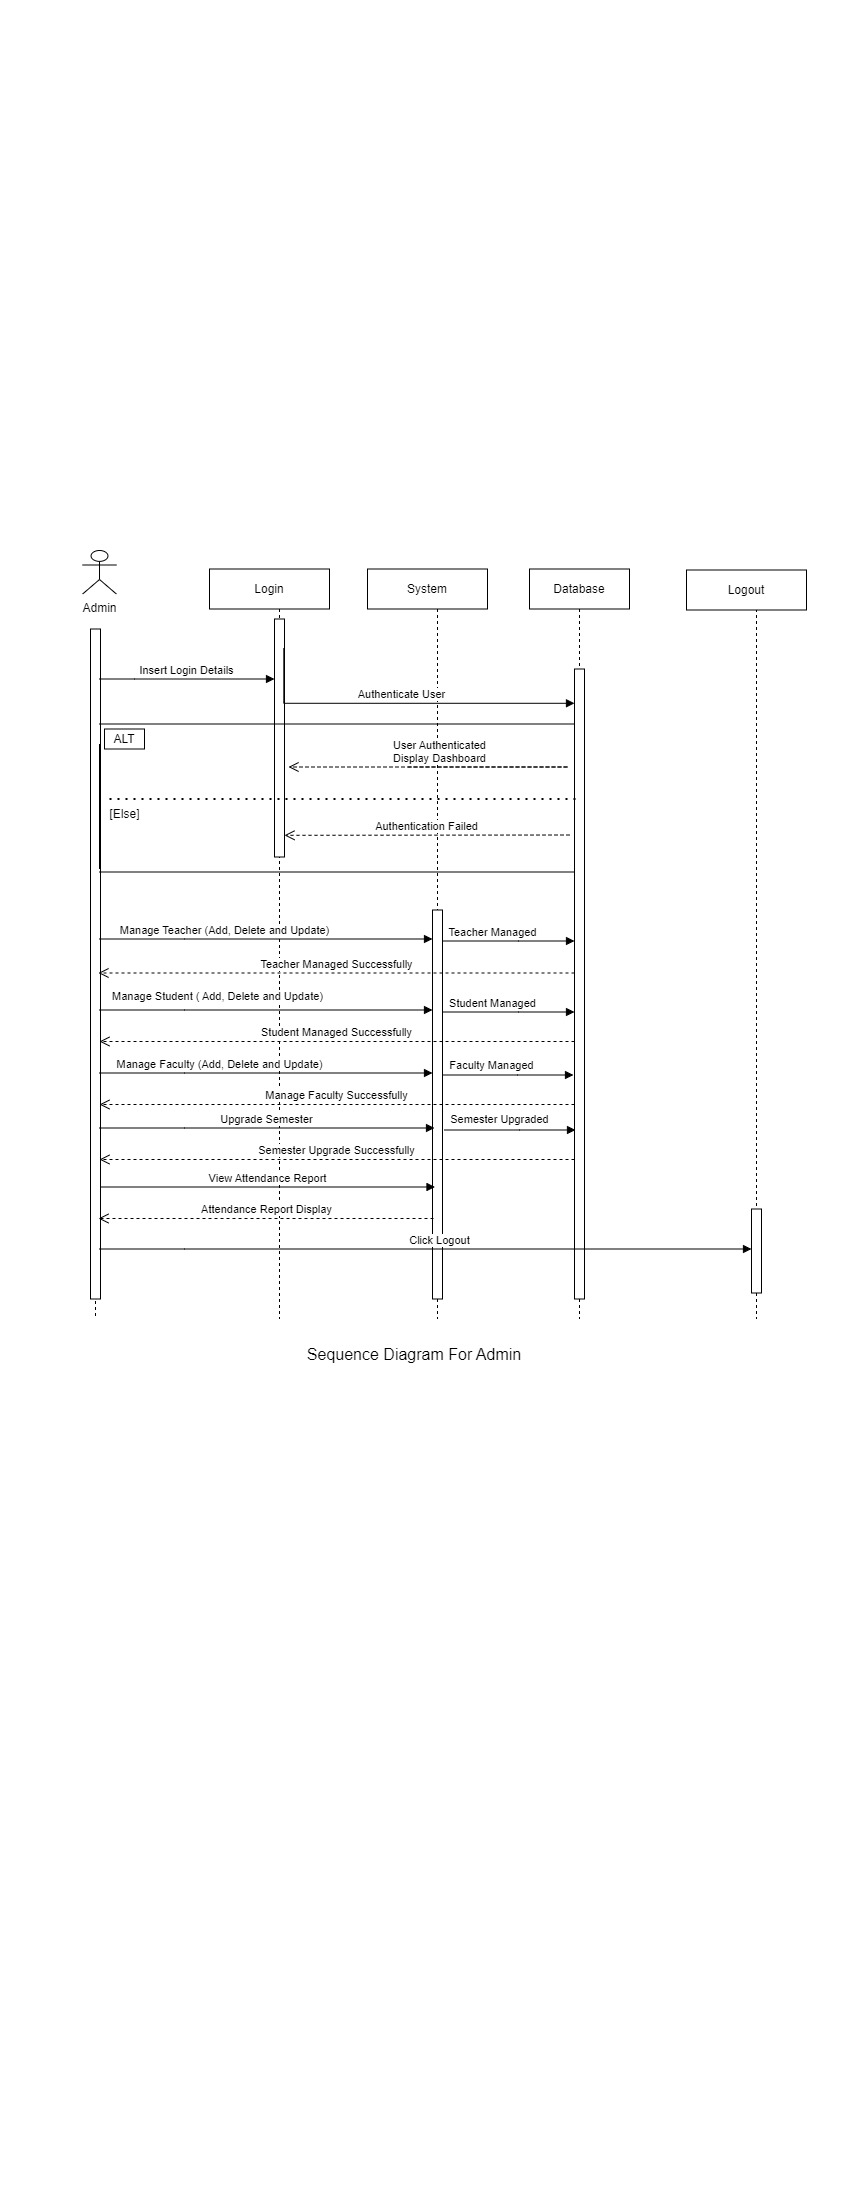 Admin
Login
System
Database
Logout
Insert Login Details
Authenticate User
ALT
User Authenticated
Display Dashboard
[Else]
Authentication Failed
Manage Teacher (Add, Delete and Update)
Teacher Managed
Teacher Managed Successfully
Manage Student ( Add, Delete and Update)
Student Managed
Student Managed Successfully
Manage Faculty (Add, Delete and Update)
Faculty Managed
Manage Faculty Successfully
Upgrade Semester
Semester Upgraded
Semester Upgrade Successfully
View Attendance Report
Attendance Report Display
Click Logout
Sequence Diagram For Admin